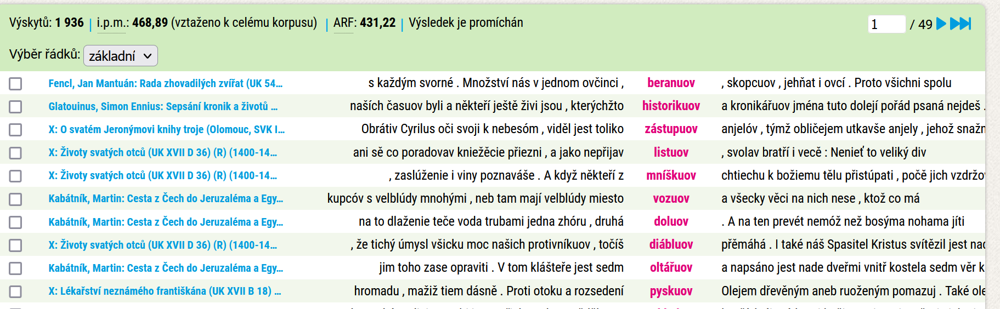 Výskytů: 1 936 | i.p.m.: 468,89 (vztaženo k celému korpusu) | ARF: 431,22 | Výsledek je promíchán 1 / 49
Výběr řádků: základní
Fencl, Jan Mantuán: Rada zhovadilých zvířat (UK 54… s každým svorné . Množství nás v jednom ovčinci , beranuov , skopcuov , jehňat i ovcí . Proto všichni spolu
Glatouinus, Simon Ennius: Sepsání kronik a životů … naších časuov byli a někteří ještě živi jsou , kterýchžto historikuov a kronikářuov jména tuto dolejí pořád psaná nejdeš .
X: O svatém Jeronýmovi knihy troje (Olomouc, SVK I… Obrátiv Cyrilus oči svoji k nebesóm , viděl jest toliko zástupuov anjelóv , týmž obličejem utkavše anjely , jehož snažn
X: Životy svatých otců (UK XVII D 36) (R) (1400-14… ani sě co poradovav kniežěcie přiezni , a jako nepřijav listuov , svolav bratří i vecě : Nenieť to veliký div
X: Životy svatých otců (UK XVII D 36) (R) (1400-14… , zaslúženie i viny poznaváše . A když někteří z mníškuov chtiechu k božiemu tělu přistúpati , počě jich vzdržov
Kabátník, Martin: Cesta z Čech do Jeruzaléma a Egy… kupcóv s velblúdy mnohými , neb tam mají velblúdy miesto vozuov a všecky věci na nich nese , ktož co má
Kabátník, Martin: Cesta z Čech do Jeruzaléma a Egy… na to dlaženie teče voda trubami jedna zhóru , druhá doluov . A na ten prevét nemóž než bosýma nohama jíti
X: Životy svatých otců (UK XVII D 36) (R) (1400-14… , že tichý úmysl všicku moc našich protivníkuov , točíš diábluov přěmáhá . I také náš Spasitel Kristus svítězil jest nad
Kabátník, Martin: Cesta z Čech do Jeruzaléma a Egy… jim toho zase opraviti . V tom klášteře jest sedm oltářuov a napsáno jest nade dveřmi vnitř kostela sedm věr k
X: Lékařství neznámého františkána (UK XVII B 18) … hromadu , mažiž tiem dásně . Proti otoku a rozsedení pyskuov Olejem dřevěným aneb ruoženým pomazuj . Také ole